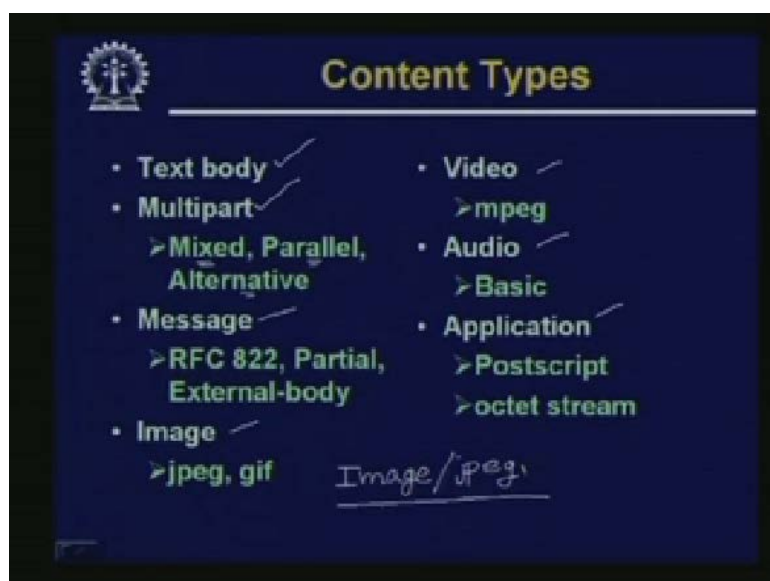 Content Types
• Text body
• Multipart
➢Mixed, Parallel,
Alternative
• Message
➢RFC 822, Partial,
External-body
• Image
➢jpeg, gif
• Video
➢mpeg
• Audio
➢Basic
• Application
➢Postscript
➢octet stream
Image/jpeg.